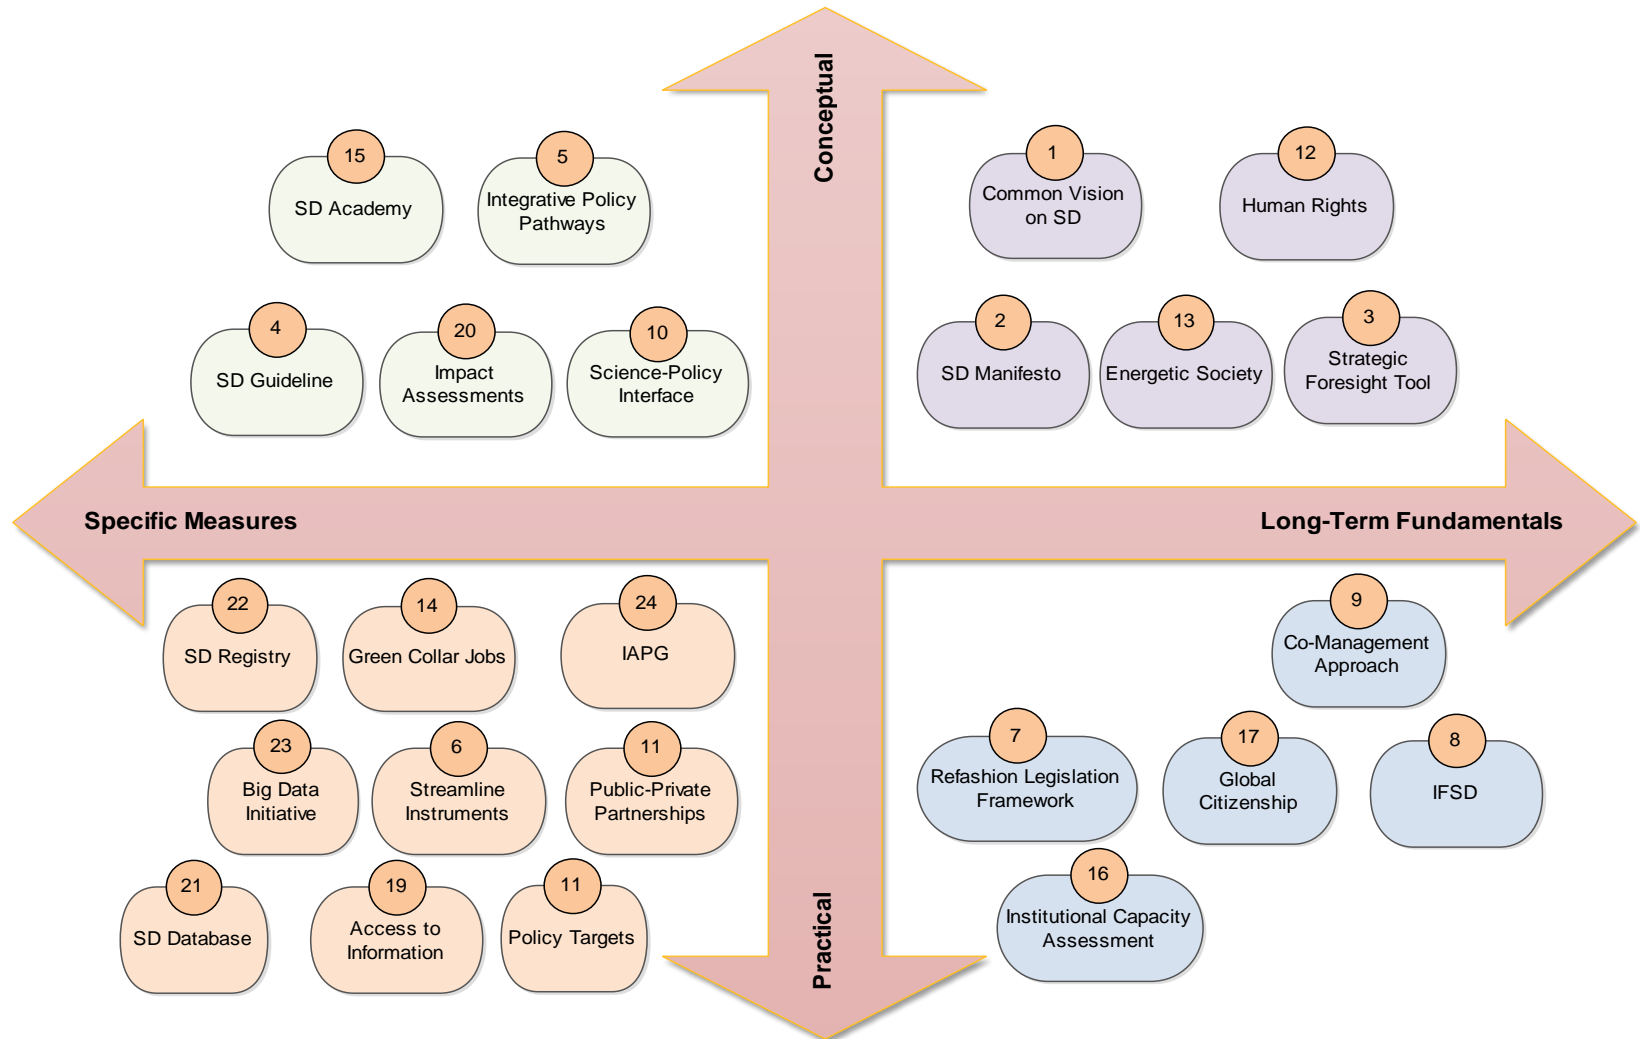 Conceptual
15
SD Academy
5
Integrative Policy
Pathways
4
SD Guideline
20
Impact
Assessments
10
Science-Policy
Interface
1
Common Vision
on SD
12
Human Rights
2
SD Manifesto
13
Energetic Society
3
Strategic
Foresight Tool
Specific Measures
Long-Term Fundamentals
22
SD Registry
14
Green Collar Jobs
24
IAPG
23
Big Data
Initiative
6
Streamline
Instruments
11
Public-Private
Partnerships
21
SD Database
19
Access to
Information
11
Policy Targets
9
Co-Management
Approach
7
Refashion Legislation
Framework
17
Global
Citizenship
8
IFSD
16
Institutional Capacity
Assessment
Practical